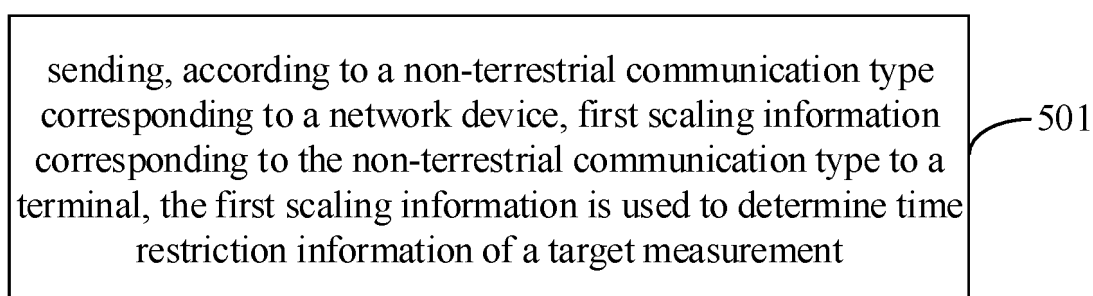 sending, according to a non-terrestrial communication type
corresponding to a network device, first scaling information
corresponding to the non-terrestrial communication type to a
terminal, the first scaling information is used to determine time
restriction information of a target measurement
501